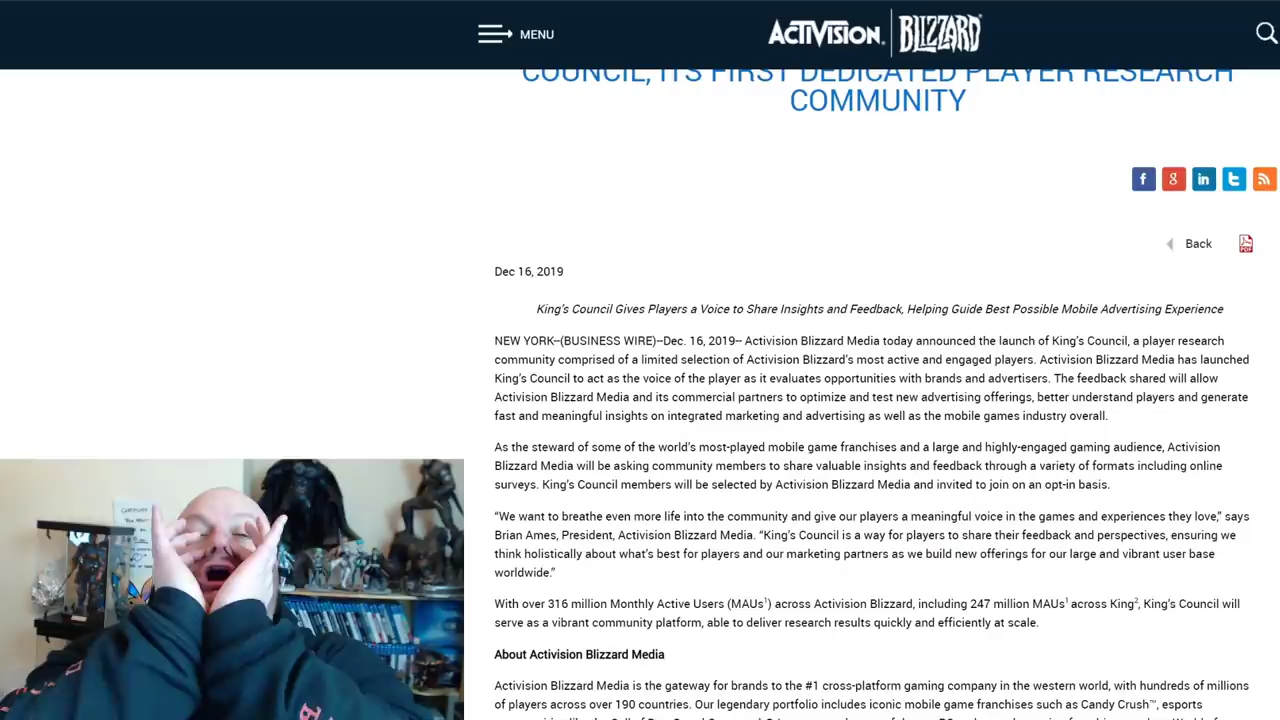 MENU
ACTIVISION. BLIZZARD
COUNCIL, ITS FIRST DEDICATED PLAYER RESEARCH
COMMUNITY
Back
Dec 16, 2019
King's Council Gives Players a Voice to Share Insights and Feedback, Helping Guide Best Possible Mobile Advertising Experience
NEW YORK--(BUSINESS WIRE)--Dec. 16, 2019-- Activision Blizzard Media today announced the launch of King's Council, a player research
community comprised of a limited selection of Activision Blizzard's most active and engaged players. Activision Blizzard Media has launched
King's Council to act as the voice of the player as it evaluates opportunities with brands and advertisers. The feedback shared will allow
Activision Blizzard Media and its commercial partners to optimize and test new advertising offerings, better understand players and generate
fast and meaningful insights on integrated marketing and advertising as well as the mobile games industry overall.
As the steward of some of the world's most-played mobile game franchises and a large and highly-engaged gaming audience, Activision
Blizzard Media will be asking community members to share valuable insights and feedback through a variety of formats including online
surveys. King's Council members will be selected by Activision Blizzard Media and invited to join on an opt-in basis.
“We want to breathe even more life into the community and give our players a meaningful voice in the games and experiences they love,” says
Brian Ames, President, Activision Blizzard Media. “King's Council is a way for players to share their feedback and perspectives, ensuring we
think holistically about what's best for players and our marketing partners as we build new offerings for our large and vibrant user base
worldwide.”
With over 316 million Monthly Active Users (MAUs¹) across Activision Blizzard, including 247 million MAUs¹ across King², King's Council will
serve as a vibrant community platform, able to deliver research results quickly and efficiently at scale.
About Activision Blizzard Media
Activision Blizzard Media is the gateway for brands to the #1 cross-platform gaming company in the western world, with hundreds of millions
of players across over 190 countries. Our legendary portfolio includes iconic mobile game franchises such as Candy Crush™, esports